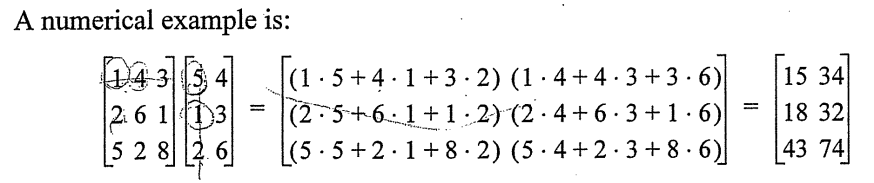 A numerical example is:
[1 4 3] [5 4] [(1 · 5 + 4 · 1 + 3 · 2) (1 · 4 + 4 · 3 + 3 · 6)] [15 34]
[2 6 1] [1 3] = [(2 · 5 + 6 · 1 + 1 · 2) (2 · 4 + 6 · 3 + 1 · 6)] = [18 32]
[5 2 8] [2 6] [(5 · 5 + 2 · 1 + 8 · 2) (5 · 4 + 2 · 3 + 8 · 6)] [43 74]